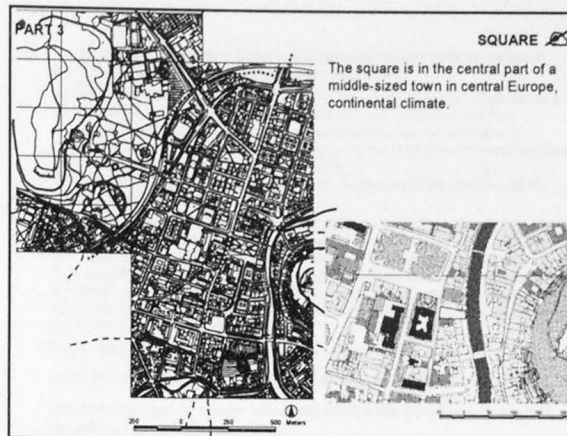 PART 3
SQUARE
The square is in the central part of a
middle-sized town in central Europe,
continental climate.
250 0 250 500
Meters